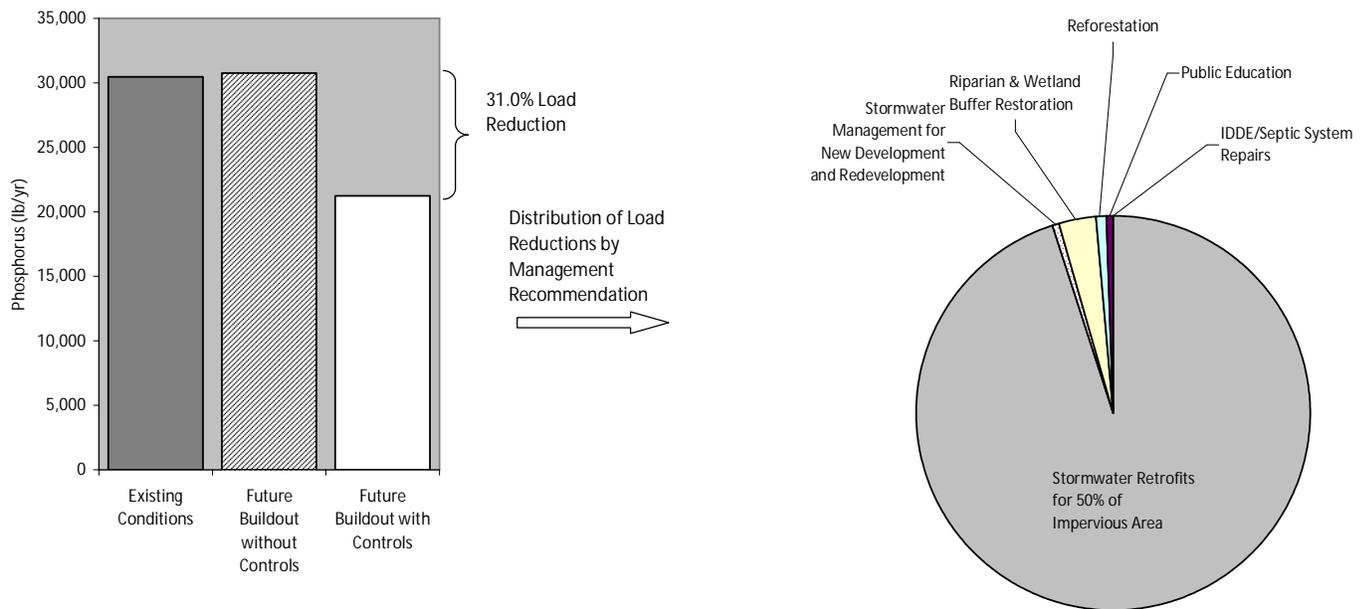 35,000
30,000
25,000
20,000
15,000
10,000
5,000
0
Phosphorus (lb/yr)
Existing
Conditions
Future
Buildout
without
Controls
Future
Buildout with
Controls
31.0% Load
Reduction
Distribution of Load
Reductions by
Management
Recommendation
Reforestation
Public Education
Riparian & Wetland
Buffer Restoration
Stormwater
Management for
New Development
and Redevelopment
IDDE/Septic System
Repairs
Stormwater Retrofits
for 50% of
Impervious Area